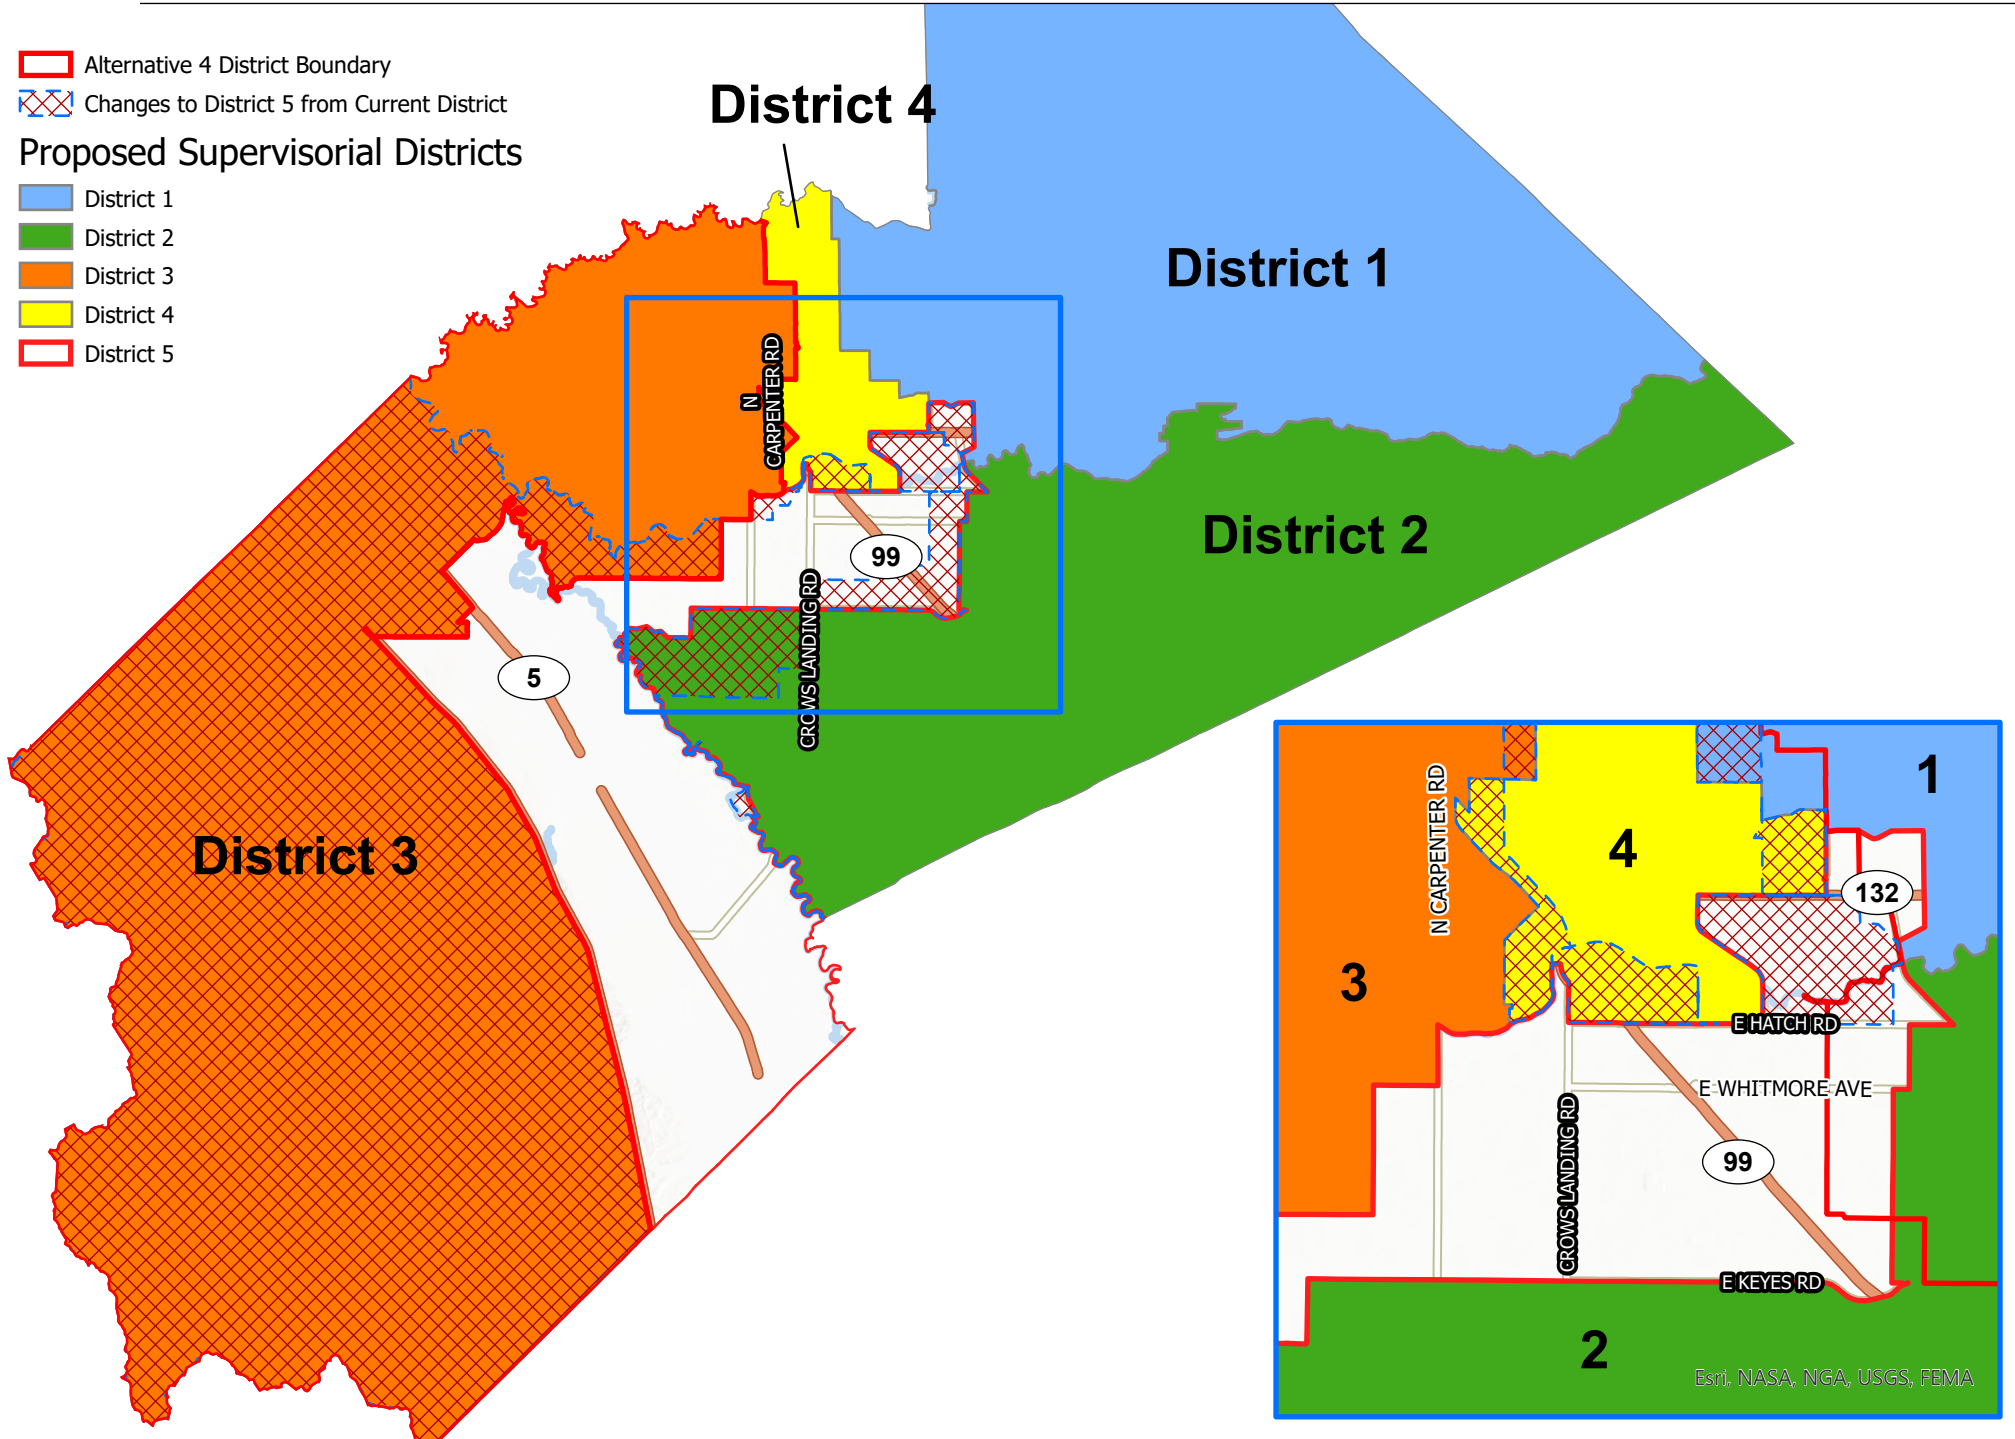 Alternative 4 District Boundary
Changes to District 5 from Current District
Proposed Supervisorial Districts
District 1
District 2
District 3
District 4
District 5
District 4
District 1
District 2
District 3
N
CARPENTER RD
99
CROWS LANDING RD
5
1
N CARPENTER RD
4
132
3
E HATCH RD
E WHITMORE AVE
CROWS LANDING RD
99
E KEYES RD
2
Esri, NASA, NGA, USGS, FEMA